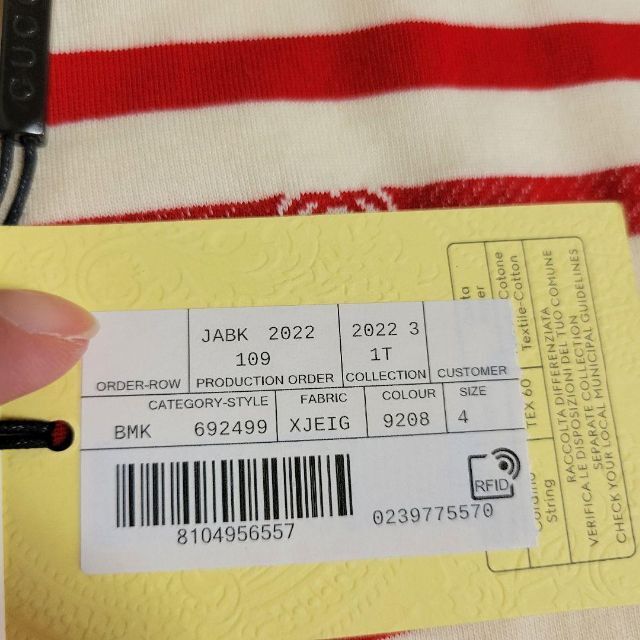 GUCC
JABK 2022
109
2022 3
1T
ORDER-ROW
PRODUCTION ORDER
COLLECTION
CUSTOMER
CATEGORY-STYLE
FABRIC
COLOUR
SIZE
BMK 692499
XJEIG
9208
4
8104956557
RFID
0239775570
Cotone
Textile-Cotton
TEX 60
String
RACCOLTA DIFFERENZIATA
VERIFICA LE DISPOSIZIONI DEL TUO COMUNE
SEPARATE COLLECTION
CHECK YOUR LOCAL MUNICIPAL GUIDELINES